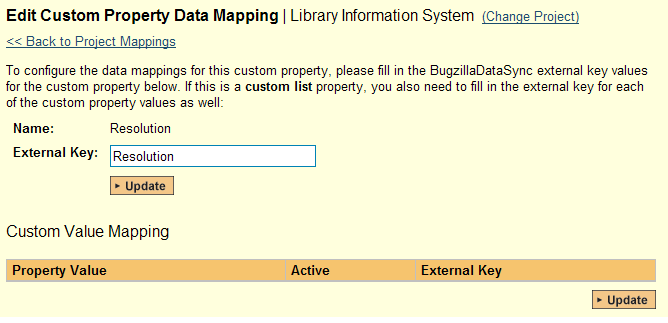 Edit Custom Property Data Mapping | Library Information System (Change Project)
<< Back to Project Mappings
To configure the data mappings for this custom property, please fill in the BugzillaDataSync external key values
for the custom property below. If this is a custom list property, you also need to fill in the external key for each
of the custom property values as well:
Name: Resolution
External Key: Resolution
Update
Custom Value Mapping
Property Value Active External Key
Update